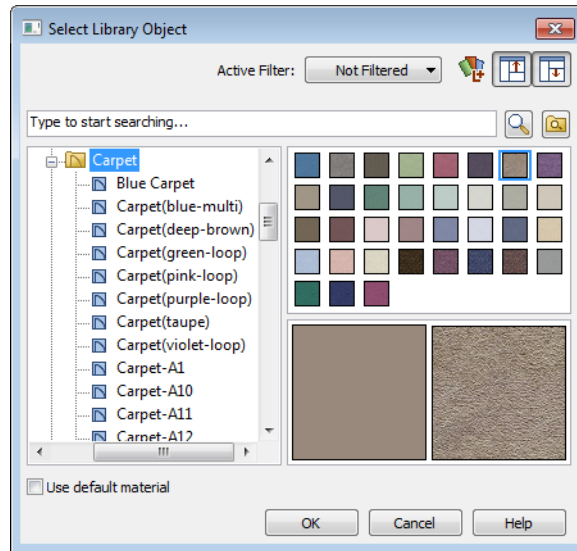 Select Library Object
Active Filter: Not Filtered
Type to start searching...
Carpet
Blue Carpet
Carpet(blue-multi)
Carpet(deep-brown)
Carpet(green-loop)
Carpet(pink-loop)
Carpet(purple-loop)
Carpet(taupe)
Carpet(violet-loop)
Carpet-A1
Carpet-A10
Carpet-A11
Carpet-A12
Use default material
OK Cancel Help